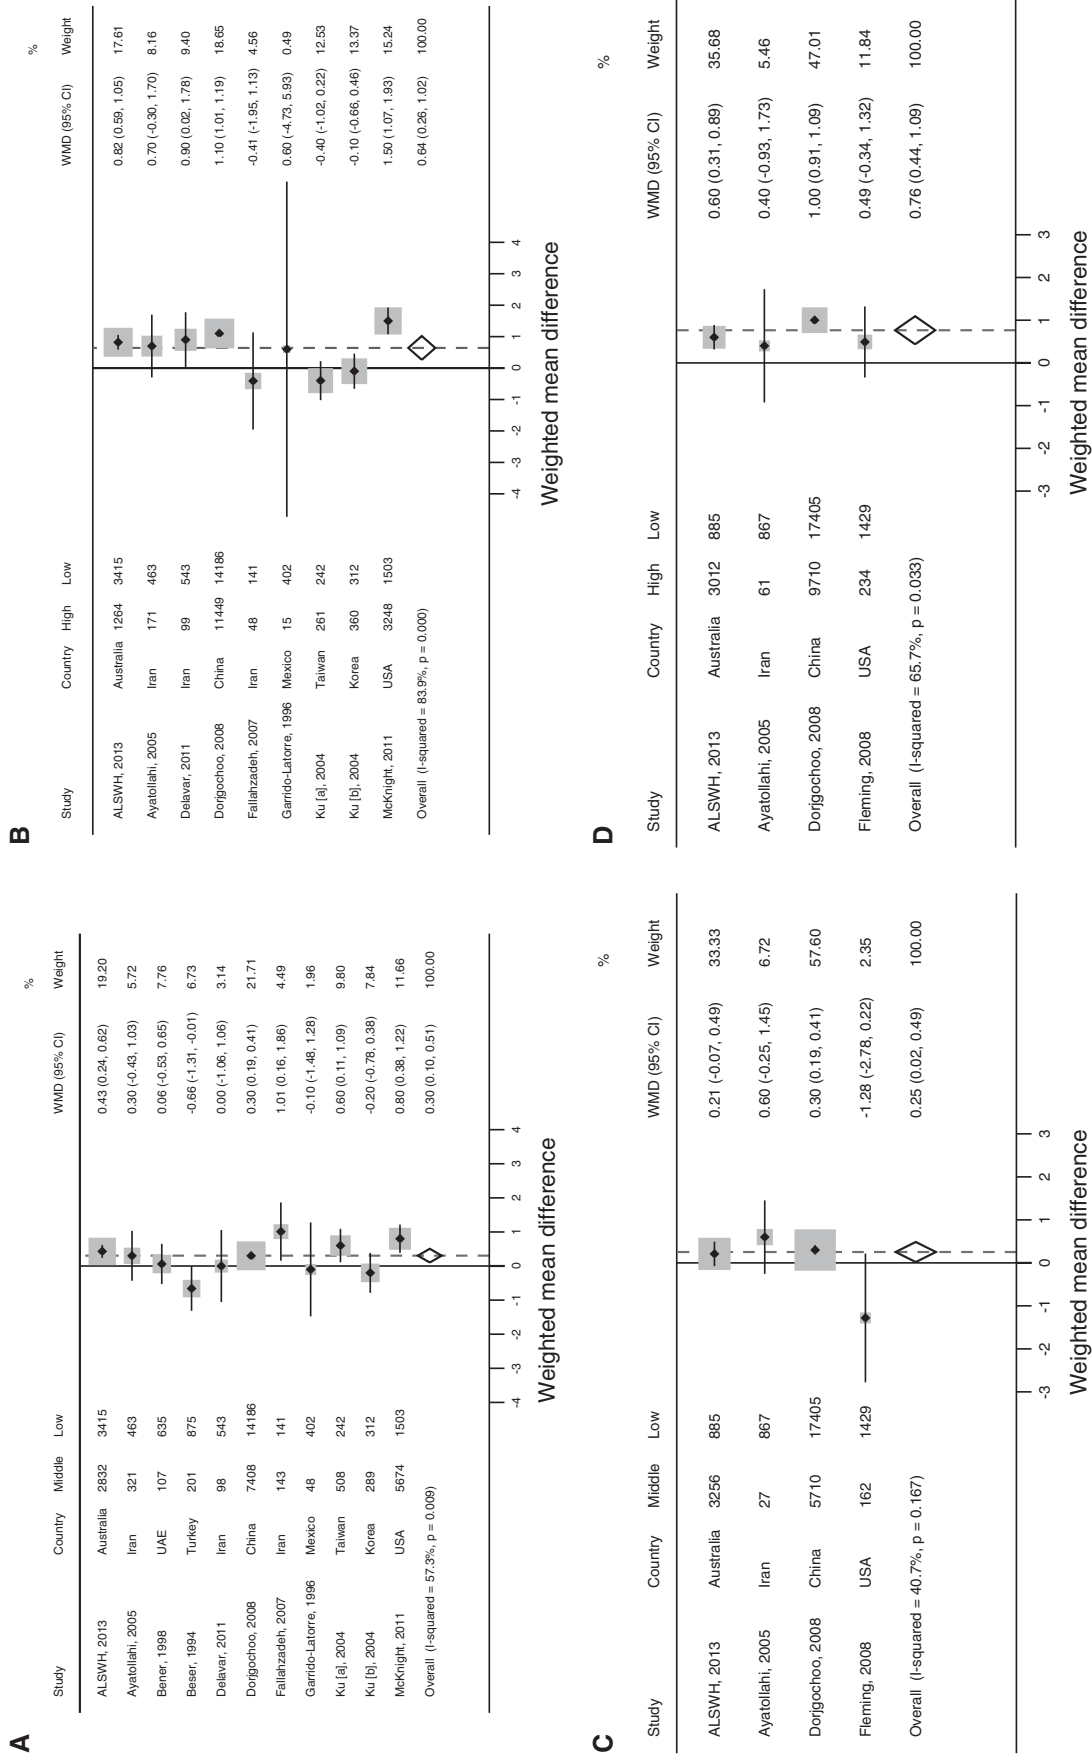 A
Study Country Middle Low WMD (95% CI) % Weight
ALSWH, 2013 Australia 2832 3415 0.43 (0.24, 0.62) 19.20
Ayatollahi, 2005 Iran 321 463 0.30 (-0.43, 1.03) 5.72
Bener, 1998 UAE 107 635 0.06 (-0.53, 0.65) 7.76
Beser, 1994 Turkey 201 875 -0.66 (-1.31, -0.01) 6.73
Delavar, 2011 Iran 98 543 0.00 (-1.06, 1.06) 3.14
Dorjgochoo, 2008 China 7408 14186 0.30 (0.19, 0.41) 21.71
Fallahzadeh, 2007 Iran 143 141 1.01 (0.16, 1.86) 4.49
Garrido-Latorre, 1996 Mexico 48 402 -0.10 (-1.48, 1.28) 1.96
Ku [a], 2004 Taiwan 508 242 0.60 (0.11, 1.09) 9.80
Ku [b], 2004 Korea 289 312 -0.20 (-0.78, 0.38) 7.84
McKnight, 2011 USA 5674 1503 0.80 (0.38, 1.22) 11.66
Overall (I-squared = 57.3%, p = 0.009) 0.30 (0.10, 0.51) 100.00
-4 -3 -2 -1 0 1 2 3 4
Weighted mean difference
B
Study Country High Low WMD (95% CI) % Weight
ALSWH, 2013 Australia 1264 3415 0.82 (0.59, 1.05) 17.61
Ayatollahi, 2005 Iran 171 463 0.70 (-0.30, 1.70) 8.16
Delavar, 2011 Iran 99 543 0.90 (0.02, 1.78) 9.40
Dorjgochoo, 2008 China 11449 14186 1.10 (1.01, 1.19) 18.65
Fallahzadeh, 2007 Iran 48 141 -0.41 (-1.95, 1.13) 4.56
Garrido-Latorre, 1996 Mexico 15 402 0.60 (-4.73, 5.93) 0.49
Ku [a], 2004 Taiwan 261 242 -0.40 (-1.02, 0.22) 12.53
Ku [b], 2004 Korea 360 312 -0.10 (-0.66, 0.46) 13.37
McKnight, 2011 USA 3248 1503 1.50 (1.07, 1.93) 15.24
Overall (I-squared = 83.9%, p = 0.000) 0.64 (0.26, 1.02) 100.00
-4 -3 -2 -1 0 1 2 3 4
Weighted mean difference
C
Study Country Middle Low WMD (95% CI) % Weight
ALSWH, 2013 Australia 3256 885 0.21 (-0.07, 0.49) 33.33
Ayatollahi, 2005 Iran 27 867 0.60 (-0.25, 1.45) 6.72
Dorjgochoo, 2008 China 5710 17405 0.30 (0.19, 0.41) 57.60
Fleming, 2008 USA 162 1429 -1.28 (-2.78, 0.22) 2.35
Overall (I-squared = 40.7%, p = 0.167) 0.25 (0.02, 0.49) 100.00
-3 -2 -1 0 1 2 3
Weighted mean difference
D
Study Country High Low WMD (95% CI) % Weight
ALSWH, 2013 Australia 3012 885 0.60 (0.31, 0.89) 35.68
Ayatollahi, 2005 Iran 61 867 0.40 (-0.93, 1.73) 5.46
Dorjgochoo, 2008 China 9710 17405 1.00 (0.91, 1.09) 47.01
Fleming, 2008 USA 234 1429 0.49 (-0.34, 1.32) 11.84
Overall (I-squared = 65.7%, p = 0.033) 0.76 (0.44, 1.09) 100.00
-3 -2 -1 0 1 2 3
Weighted mean difference